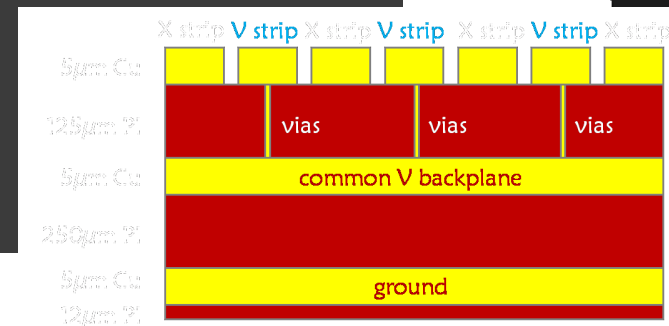 X strip V strip X strip V strip X strip V strip X strip
5μm Cu
125μm PI
vias vias vias
5μm Cu
common V backplane
250μm PI
5μm Cu
ground
12μm PI